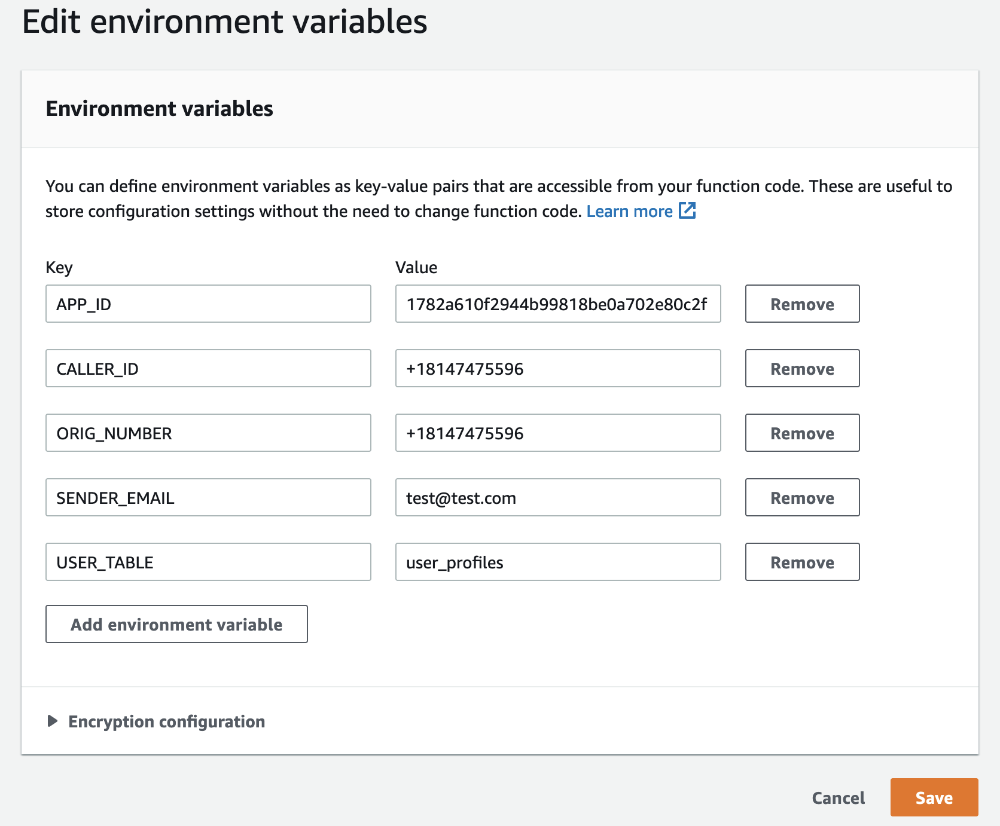 Edit environment variables
Environment variables
You can define environment variables as key-value pairs that are accessible from your function code. These are useful to
store configuration settings without the need to change function code. Learn more
Key Value
APP_ID 1782a610f2944b99818be0a702e80c2f Remove
CALLER_ID +18147475596 Remove
ORIG_NUMBER +18147475596 Remove
SENDER_EMAIL test@test.com Remove
USER_TABLE user_profiles Remove
Add environment variable
Encryption configuration
Cancel Save